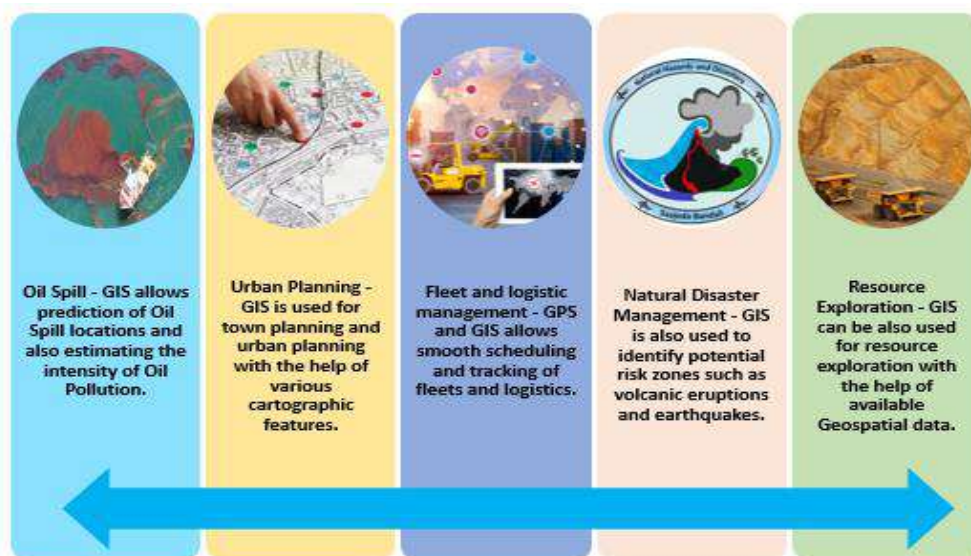 Oil Spill - GIS allows
prediction of Oil
Spill locations and
also estimating the
intensity of Oil
Pollution.
Urban Planning -
GIS is used for
town planning and
urban planning
with the help of
various
cartographic
features.
Fleet and logistic
management - GPS
and GIS allows
smooth scheduling
and tracking of
fleets and logistics.
Natural Hazards and Disasters
Natural Disaster
Management - GIS
is also used to
identify potential
risk zones such as
volcanic eruptions
and earthquakes.
Resource
Exploration - GIS
can be also used
for resource
exploration with
the help of
available
Geospatial data.